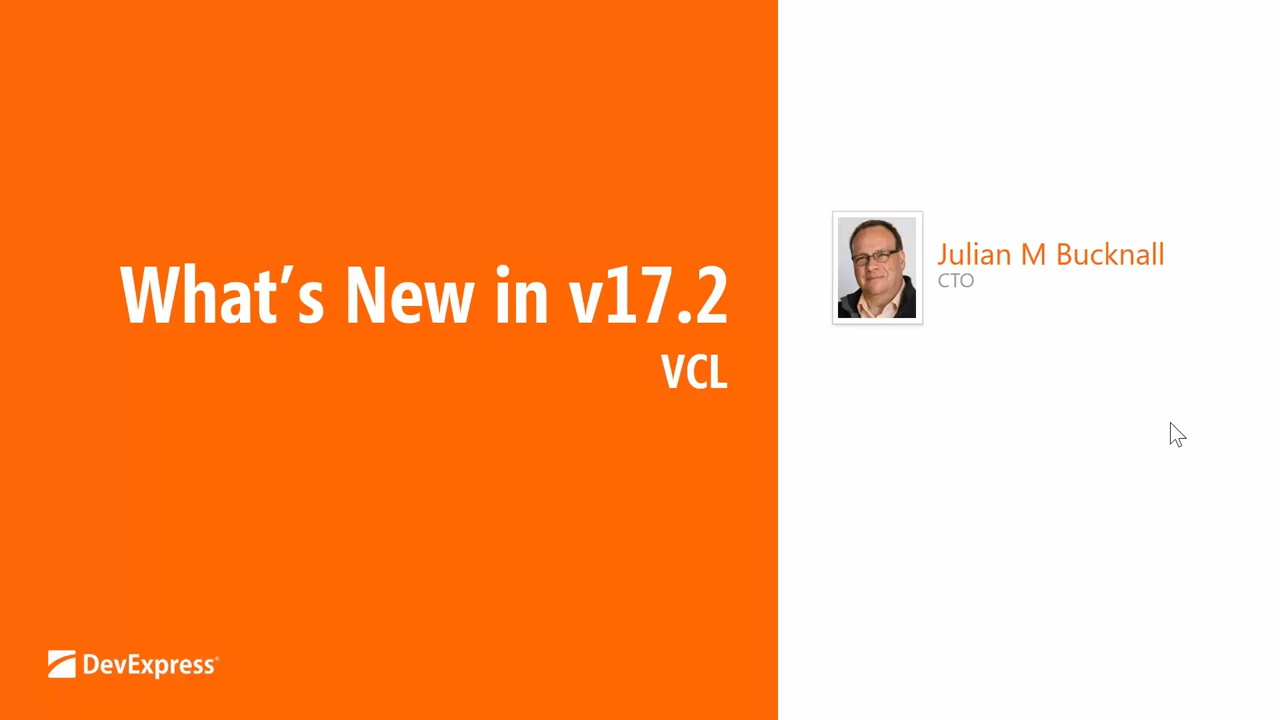 What's New in v17.2
VCL
Julian M Bucknall
CTO
DevExpress®